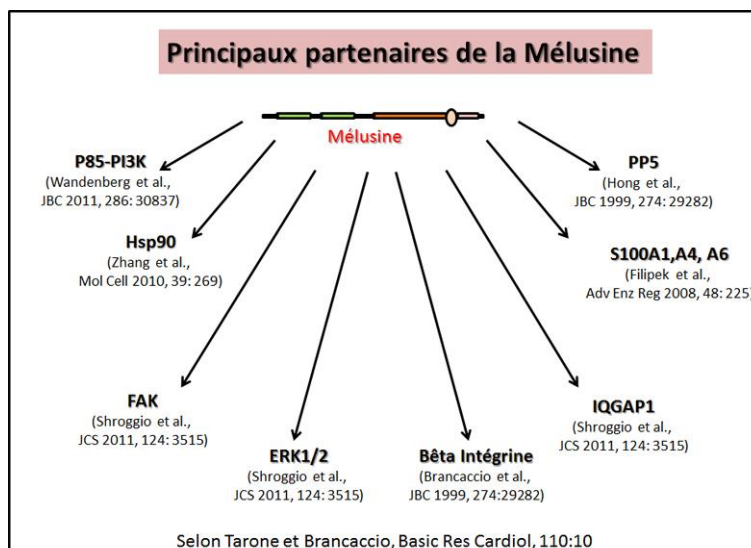 Principaux partenaires de la Mélusine
Mélusine
P85-PI3K
(Wandenberg et al.,
JBC 2011, 286: 30837)
PP5
(Hong et al.,
JBC 1999, 274: 29282)
Hsp90
(Zhang et al.,
Mol Cell 2010, 39: 269)
S100A1,A4, A6
(Filipek et al.,
Adv Enz Reg 2008, 48: 225)
FAK
(Shroggio et al.,
JCS 2011, 124: 3515)
IQGAP1
(Shroggio et al.,
JCS 2011, 124: 3515)
ERK1/2
(Shroggio et al.,
JCS 2011, 124: 3515)
Bêta Intégrine
(Brancaccio et al.,
JBC 1999, 274:29282)
Selon Tarone et Brancaccio, Basic Res Cardiol, 110:10